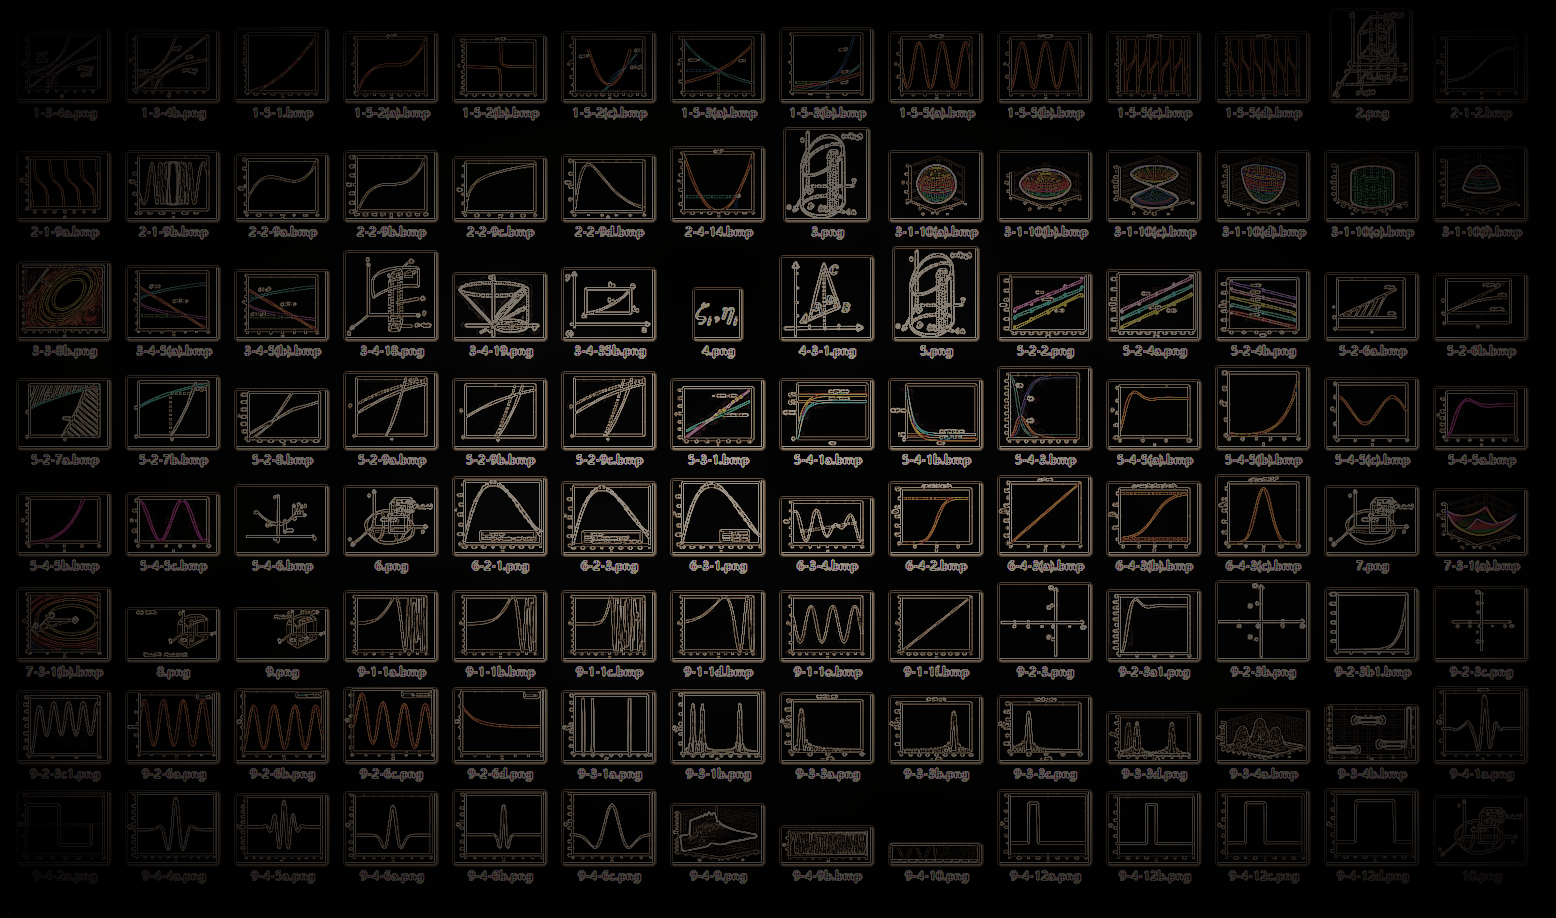 1-3-4a.png 1-3-4b.png 1-5-1.bmp 1-5-2(a).bmp 1-5-2(b).bmp 1-5-2(c).bmp 1-5-3(a).bmp 1-5-3(b).bmp 1-5-5(a).bmp 1-5-5(b).bmp 1-5-5(c).bmp 1-5-5(d).bmp 2.png 2-1-2.bmp
2-1-9a.bmp 2-1-9b.bmp 2-2-9a.bmp 2-2-9b.bmp 2-2-9c.bmp 2-2-9d.bmp 2-4-14.bmp 3.png 3-1-10(a).bmp 3-1-10(b).bmp 3-1-10(c).bmp 3-1-10(d).bmp 3-1-10(e).bmp 3-1-10(f).bmp
ζi,ηi C B
3-3-8b.png 3-4-5(a).bmp 3-4-5(b).bmp 3-4-18.png 3-4-19.png 3-4-35b.png 4.png 4-3-1.png 5.png 5-2-2.png 5-2-4a.png 5-2-4b.png 5-2-6a.bmp 5-2-6b.bmp
5-2-7a.bmp 5-2-7b.bmp 5-2-8.bmp 5-2-9a.bmp 5-2-9b.bmp 5-2-9c.bmp 5-3-1.bmp 5-4-1a.bmp 5-4-1b.bmp 5-4-3.bmp 5-4-5(a).bmp 5-4-5(b).bmp 5-4-5(c).bmp 5-4-5a.bmp
5-4-5b.bmp 5-4-5c.bmp 5-4-6.bmp 6.png 6-2-1.png 6-2-3.png 6-3-1.png 6-3-4.bmp 6-4-2.bmp 6-4-3(a).bmp 6-4-3(b).bmp 6-4-3(c).bmp 7.png 7-3-1(a).bmp
7-3-1(b).bmp 8.png 9.png 9-1-1a.bmp 9-1-1b.bmp 9-1-1c.bmp 9-1-1d.bmp 9-1-1e.bmp 9-1-1f.bmp 9-2-3.png 9-2-3a1.png 9-2-3b.png 9-2-3b1.bmp 9-2-3c.png
9-2-3c1.png 9-2-6a.png 9-2-6b.png 9-2-6c.png 9-2-6d.png 9-3-1a.png 9-3-1b.png 9-3-3a.png 9-3-3b.png 9-3-3c.png 9-3-3d.png 9-3-4a.bmp 9-3-4b.bmp 9-4-1a.png
9-4-2a.png 9-4-4a.png 9-4-5a.png 9-4-6a.png 9-4-6b.png 9-4-6c.png 9-4-9.png 9-4-9b.bmp 9-4-10.png 9-4-12a.png 9-4-12b.png 9-4-12c.png 9-4-12d.png 10.png